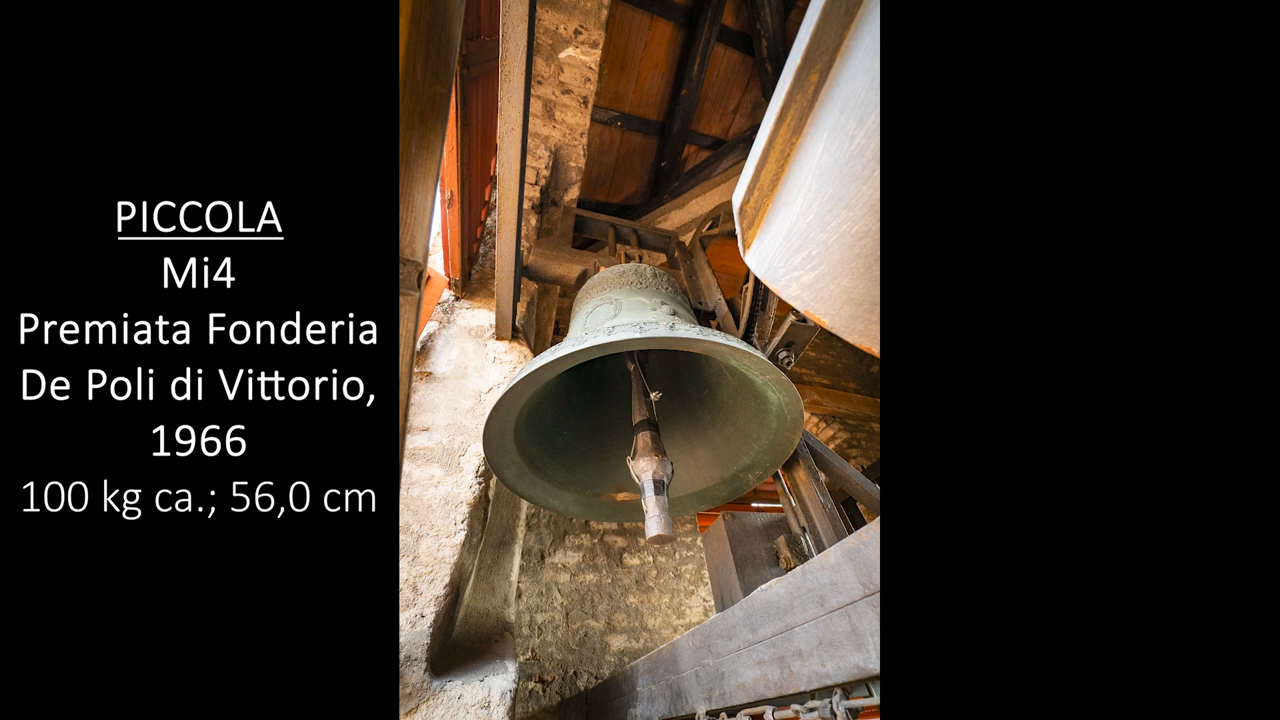 PICCOLA
Mi4
Premiata Fonderia
De Poli di Vittorio,
1966
100 kg ca.; 56,0 cm